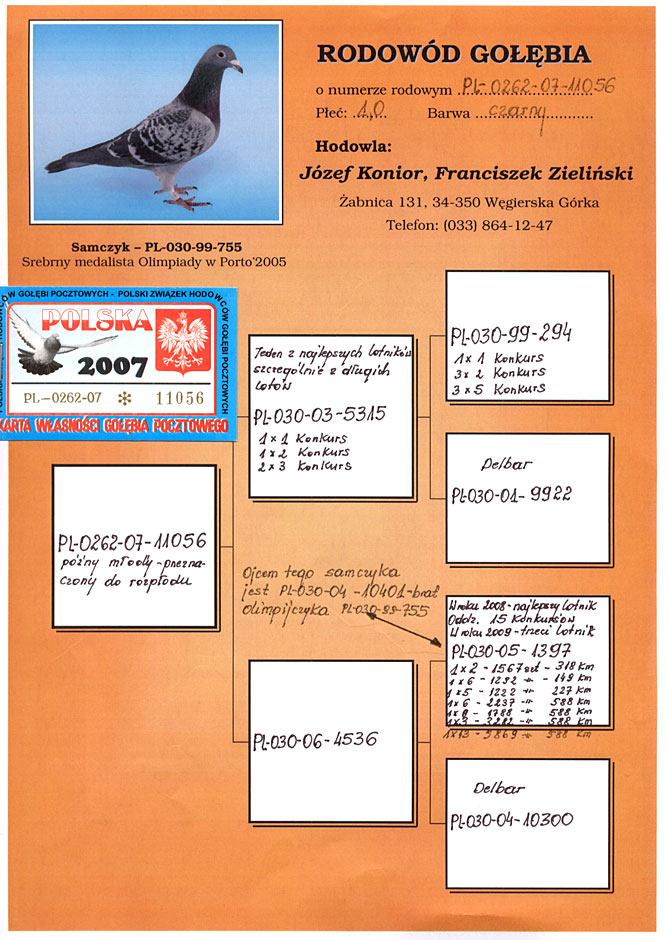 RODOWÓD GOŁĘBIA
o numerze rodowym PL-0262-07-11056
Płeć: 1,0 Barwa czarny
Hodowla:
Józef Konior, Franciszek Zieliński
Żabnica 131, 34-350 Węgierska Górka
Telefon: (033) 864-12-47
Samczyk – PL-030-99-755
Srebrny medalista Olimpiady w Porto'2005
CÓW GOŁĘBI POCZTOWYCH - POLSKI ZWIĄZEK HODOWCÓW GOŁĘBI POCZTOWYCH
POLSKA
2007
PL-0262-07 * 11056
KARTA WŁASNOŚCI GOŁĘBIA POCZTOWEGO
PL-0262-07-11056
późny młody-przezna-
czony do rozpłodu
Jeden z najlepszych lotników
szczególnie z długich
lotów
PL-030-03-5315
1 x 1 Konkurs
1 x 2 Konkurs
2 x 3 Konkurs
PL-030-99-294
1 x 1 Konkurs
3 x 2 Konkurs
3 x 5 Konkurs
Delbar
PL-030-01-9922
Ojcem tego samczyka
jest PL-030-04-10401-brat
olimpijczyka PL-030-99-755
PL-030-06-4536
W roku 2008-najlepszy lotnik
Oddz. 15 Konkursów
W roku 2009-trzeci lotnik
PL-030-05-1397
1 x 2 - 1567 szt - 318 Km
1 x 6 - 1292 -"- 149 Km
1 x 5 - 1222 -"- 227 Km
1 x 6 - 2237 -"- 588 Km
1 x 8 - 1788 -"- 588 Km
1 x 3 - 2282 -"- 588 Km
1 x 13 - 5869 -"- 588 Km
Delbar
PL-030-04-10300